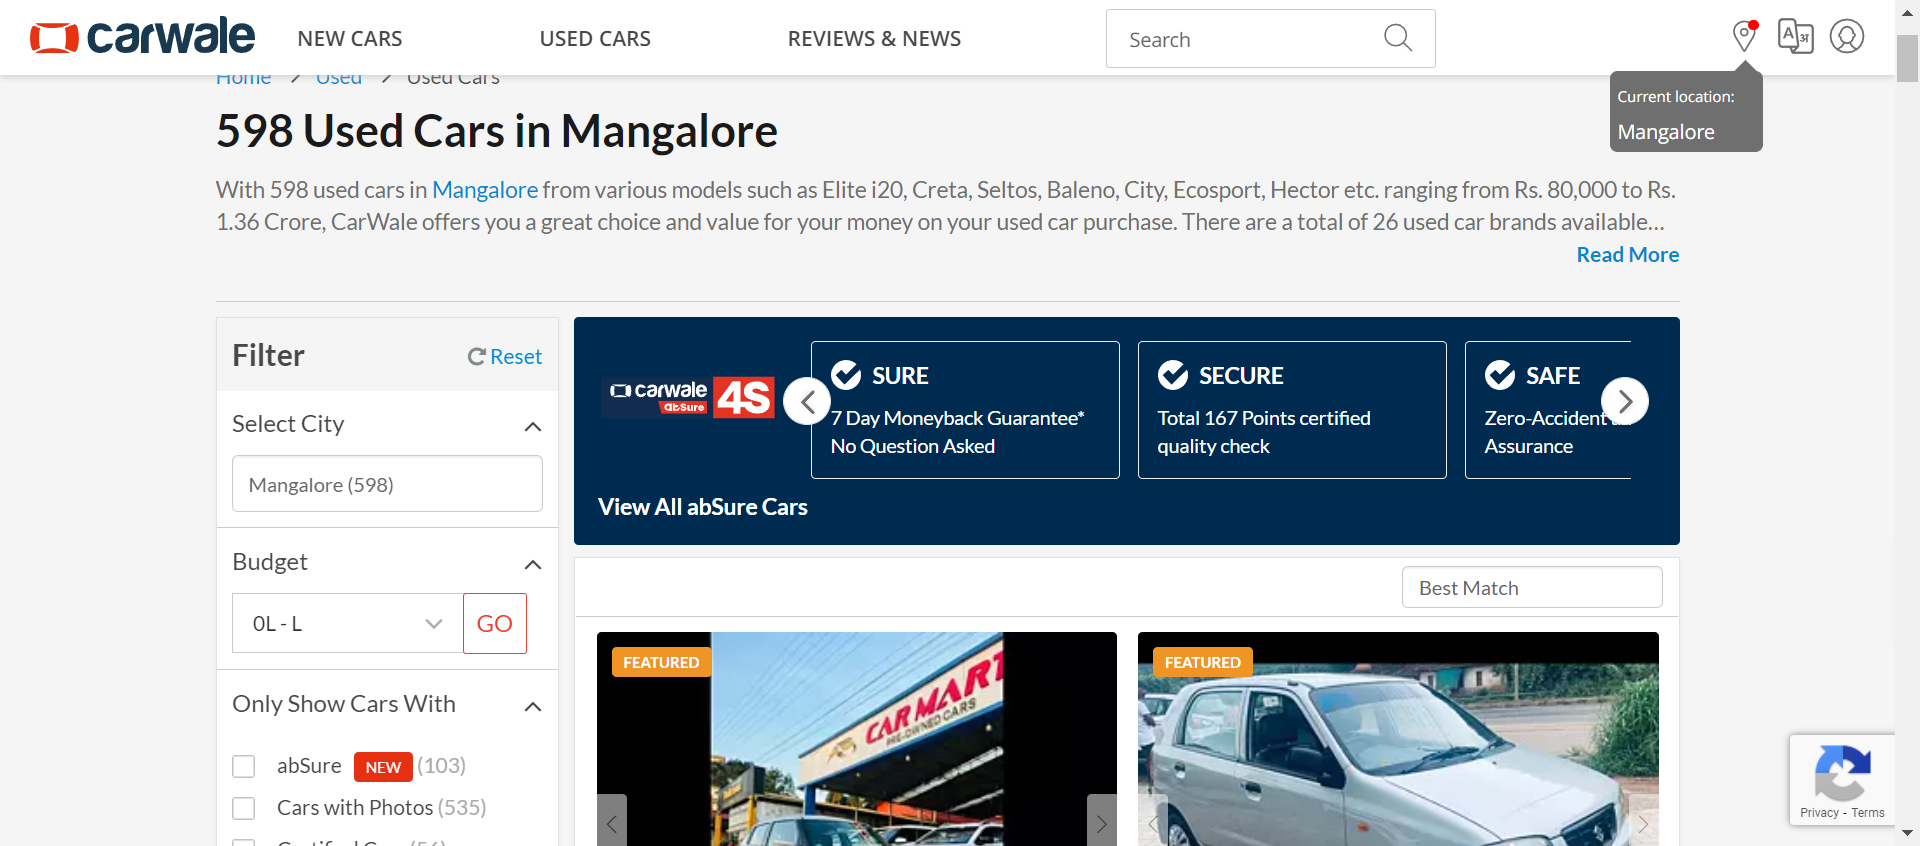 carwale NEW CARS USED CARS REVIEWS & NEWS Search
Current location:
Mangalore
Home Used Used Cars
598 Used Cars in Mangalore
With 598 used cars in Mangalore from various models such as Elite i20, Creta, Seltos, Baleno, City, Ecosport, Hector etc. ranging from Rs. 80,000 to Rs.
1.36 Crore, CarWale offers you a great choice and value for your money on your used car purchase. There are a total of 26 used car brands available...
Read More
Filter
Reset
Select City
Mangalore (598)
Budget
0L - L
GO
Only Show Cars With
abSure NEW (103)
Cars with Photos (535)
carwale
abSure
4S
SURE
7 Day Moneyback Guarantee*
No Question Asked
SECURE
Total 167 Points certified
quality check
SAFE
Zero-Accident
Assurance
View All abSure Cars
Best Match
FEATURED
CAR MART
PRE-OWNED CARS
FEATURED
Privacy - Terms